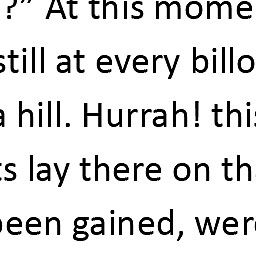 ?” At this mome
still at every billo
a hill. Hurrah! this
ts lay there on th
been gained, were